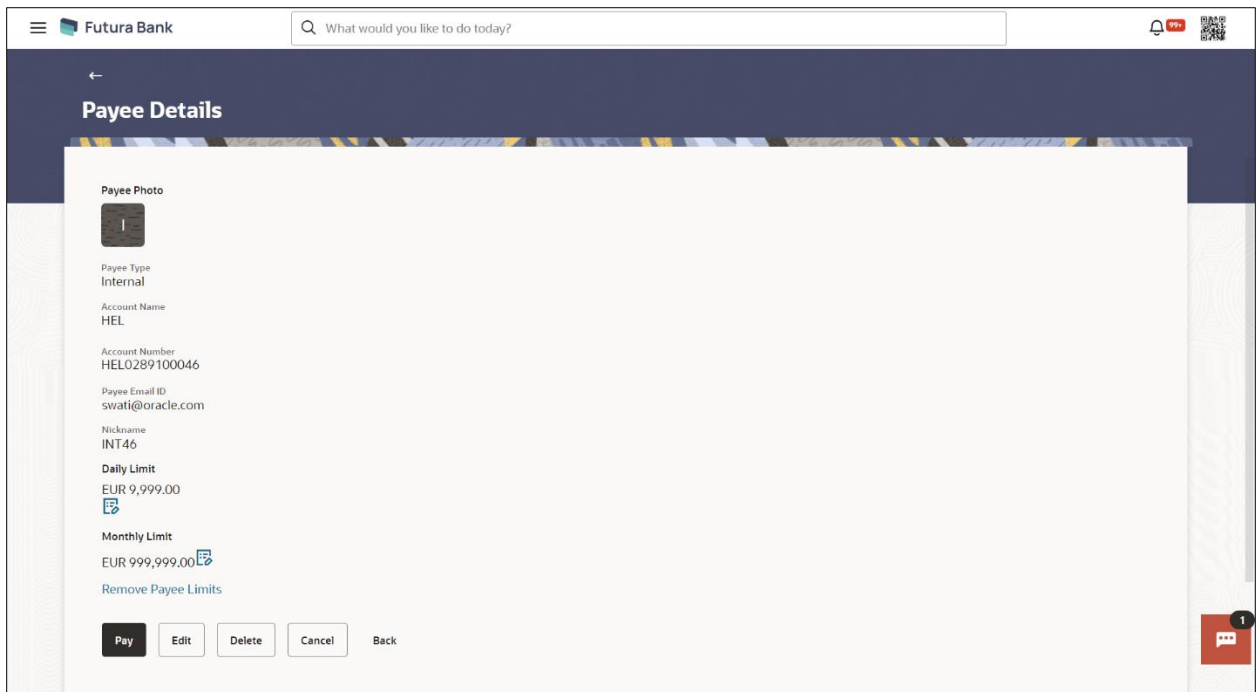 Futura Bank
What would you like to do today?
99+
Payee Details
Payee Photo
I
Payee Type
Internal
Account Name
HEL
Account Number
HEL0289100046
Payee Email ID
swati@oracle.com
Nickname
INT46
Daily Limit
EUR 9,999.00
Monthly Limit
EUR 999,999.00
Remove Payee Limits
Pay Edit Delete Cancel Back
1